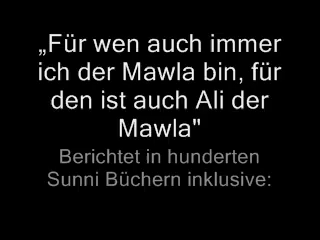 „Für wen auch immer
ich der Mawla bin, für
den ist auch Ali der
Mawla"
Berichtet in hunderten
Sunni Büchern inklusive: